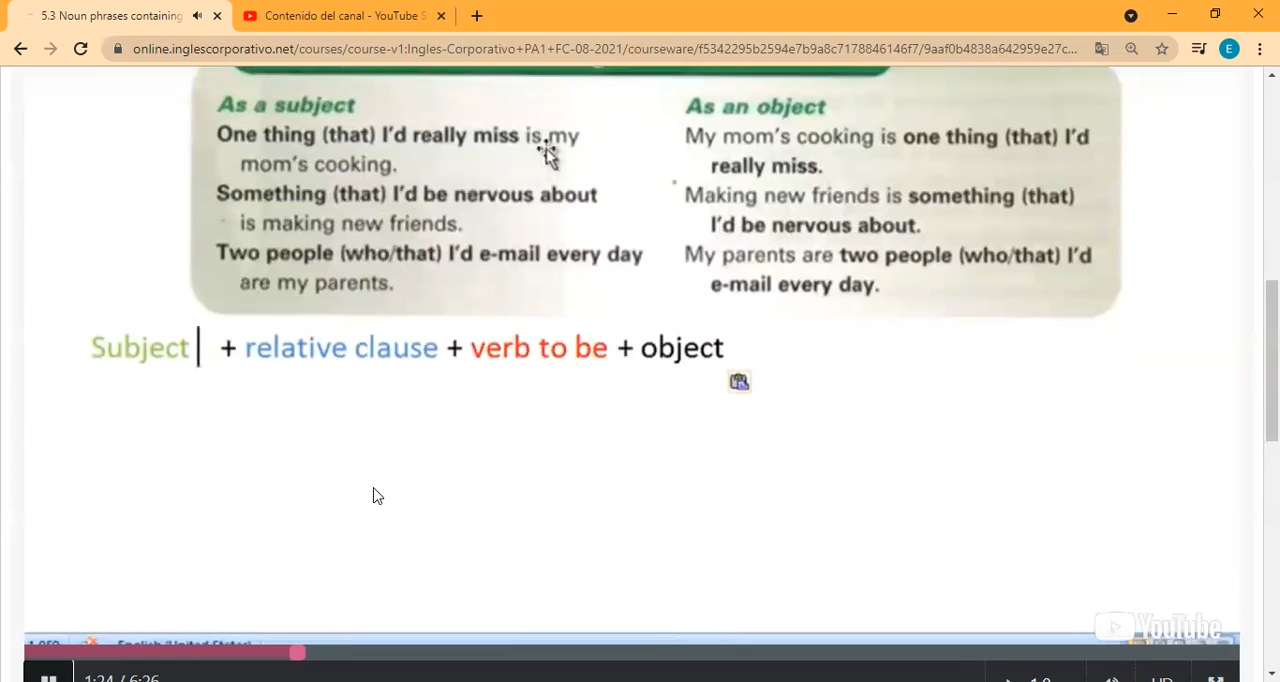 5.3 Noun phrases containing
Contenido del canal - YouTube S
online.inglescorporativo.net/courses/course-v1:Ingles-Corporativo+PA1+FC-08-2021/courseware/f5342295b2594e7b9a8c7178846146f7/9aaf0b4838a642959e27c...
E
As a subject
One thing (that) I'd really miss is my
mom's cooking.
Something (that) I'd be nervous about
is making new friends.
Two people (who/that) I'd e-mail every day
are my parents.
As an object
My mom's cooking is one thing (that) I'd
really miss.
Making new friends is something (that)
I'd be nervous about.
My parents are two people (who/that) I'd
e-mail every day.
Subject + relative clause + verb to be + object
YouTube
English (United States)
1:24 / 6:26
1.0
HD